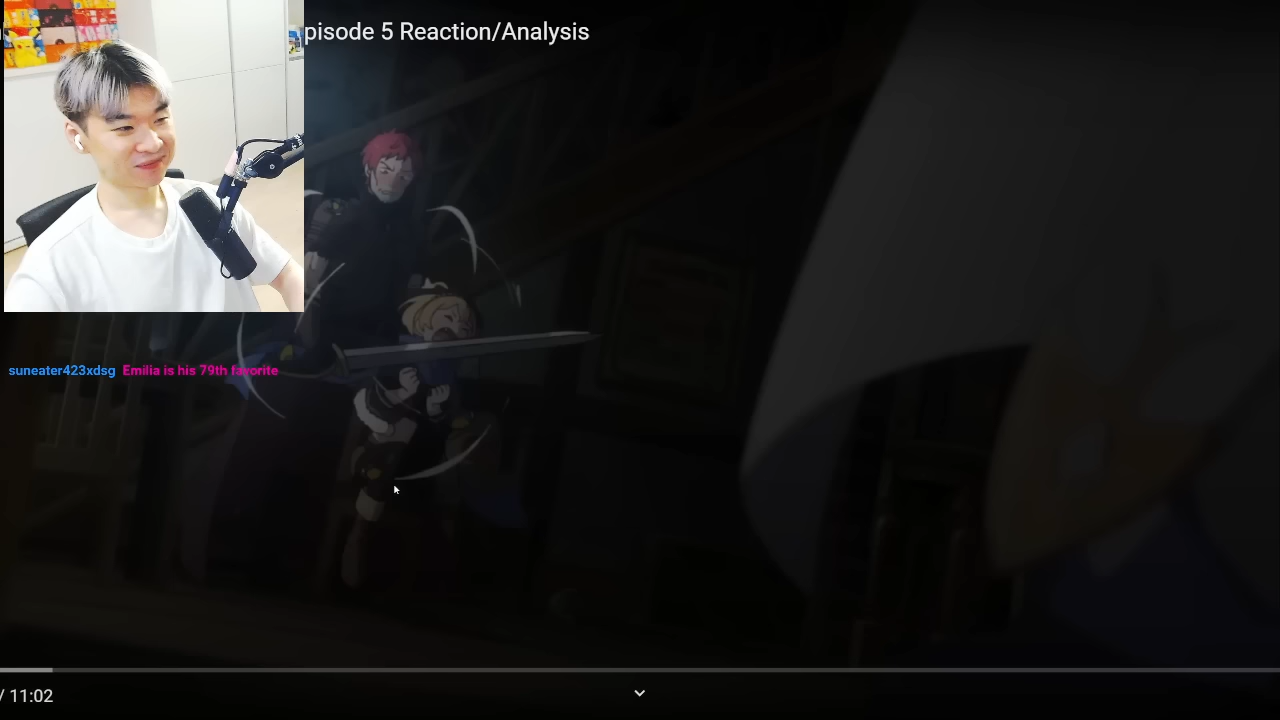 pisode 5 Reaction/Analysis
suneater423xdsg Emilia is his 79th favorite
/ 11:02